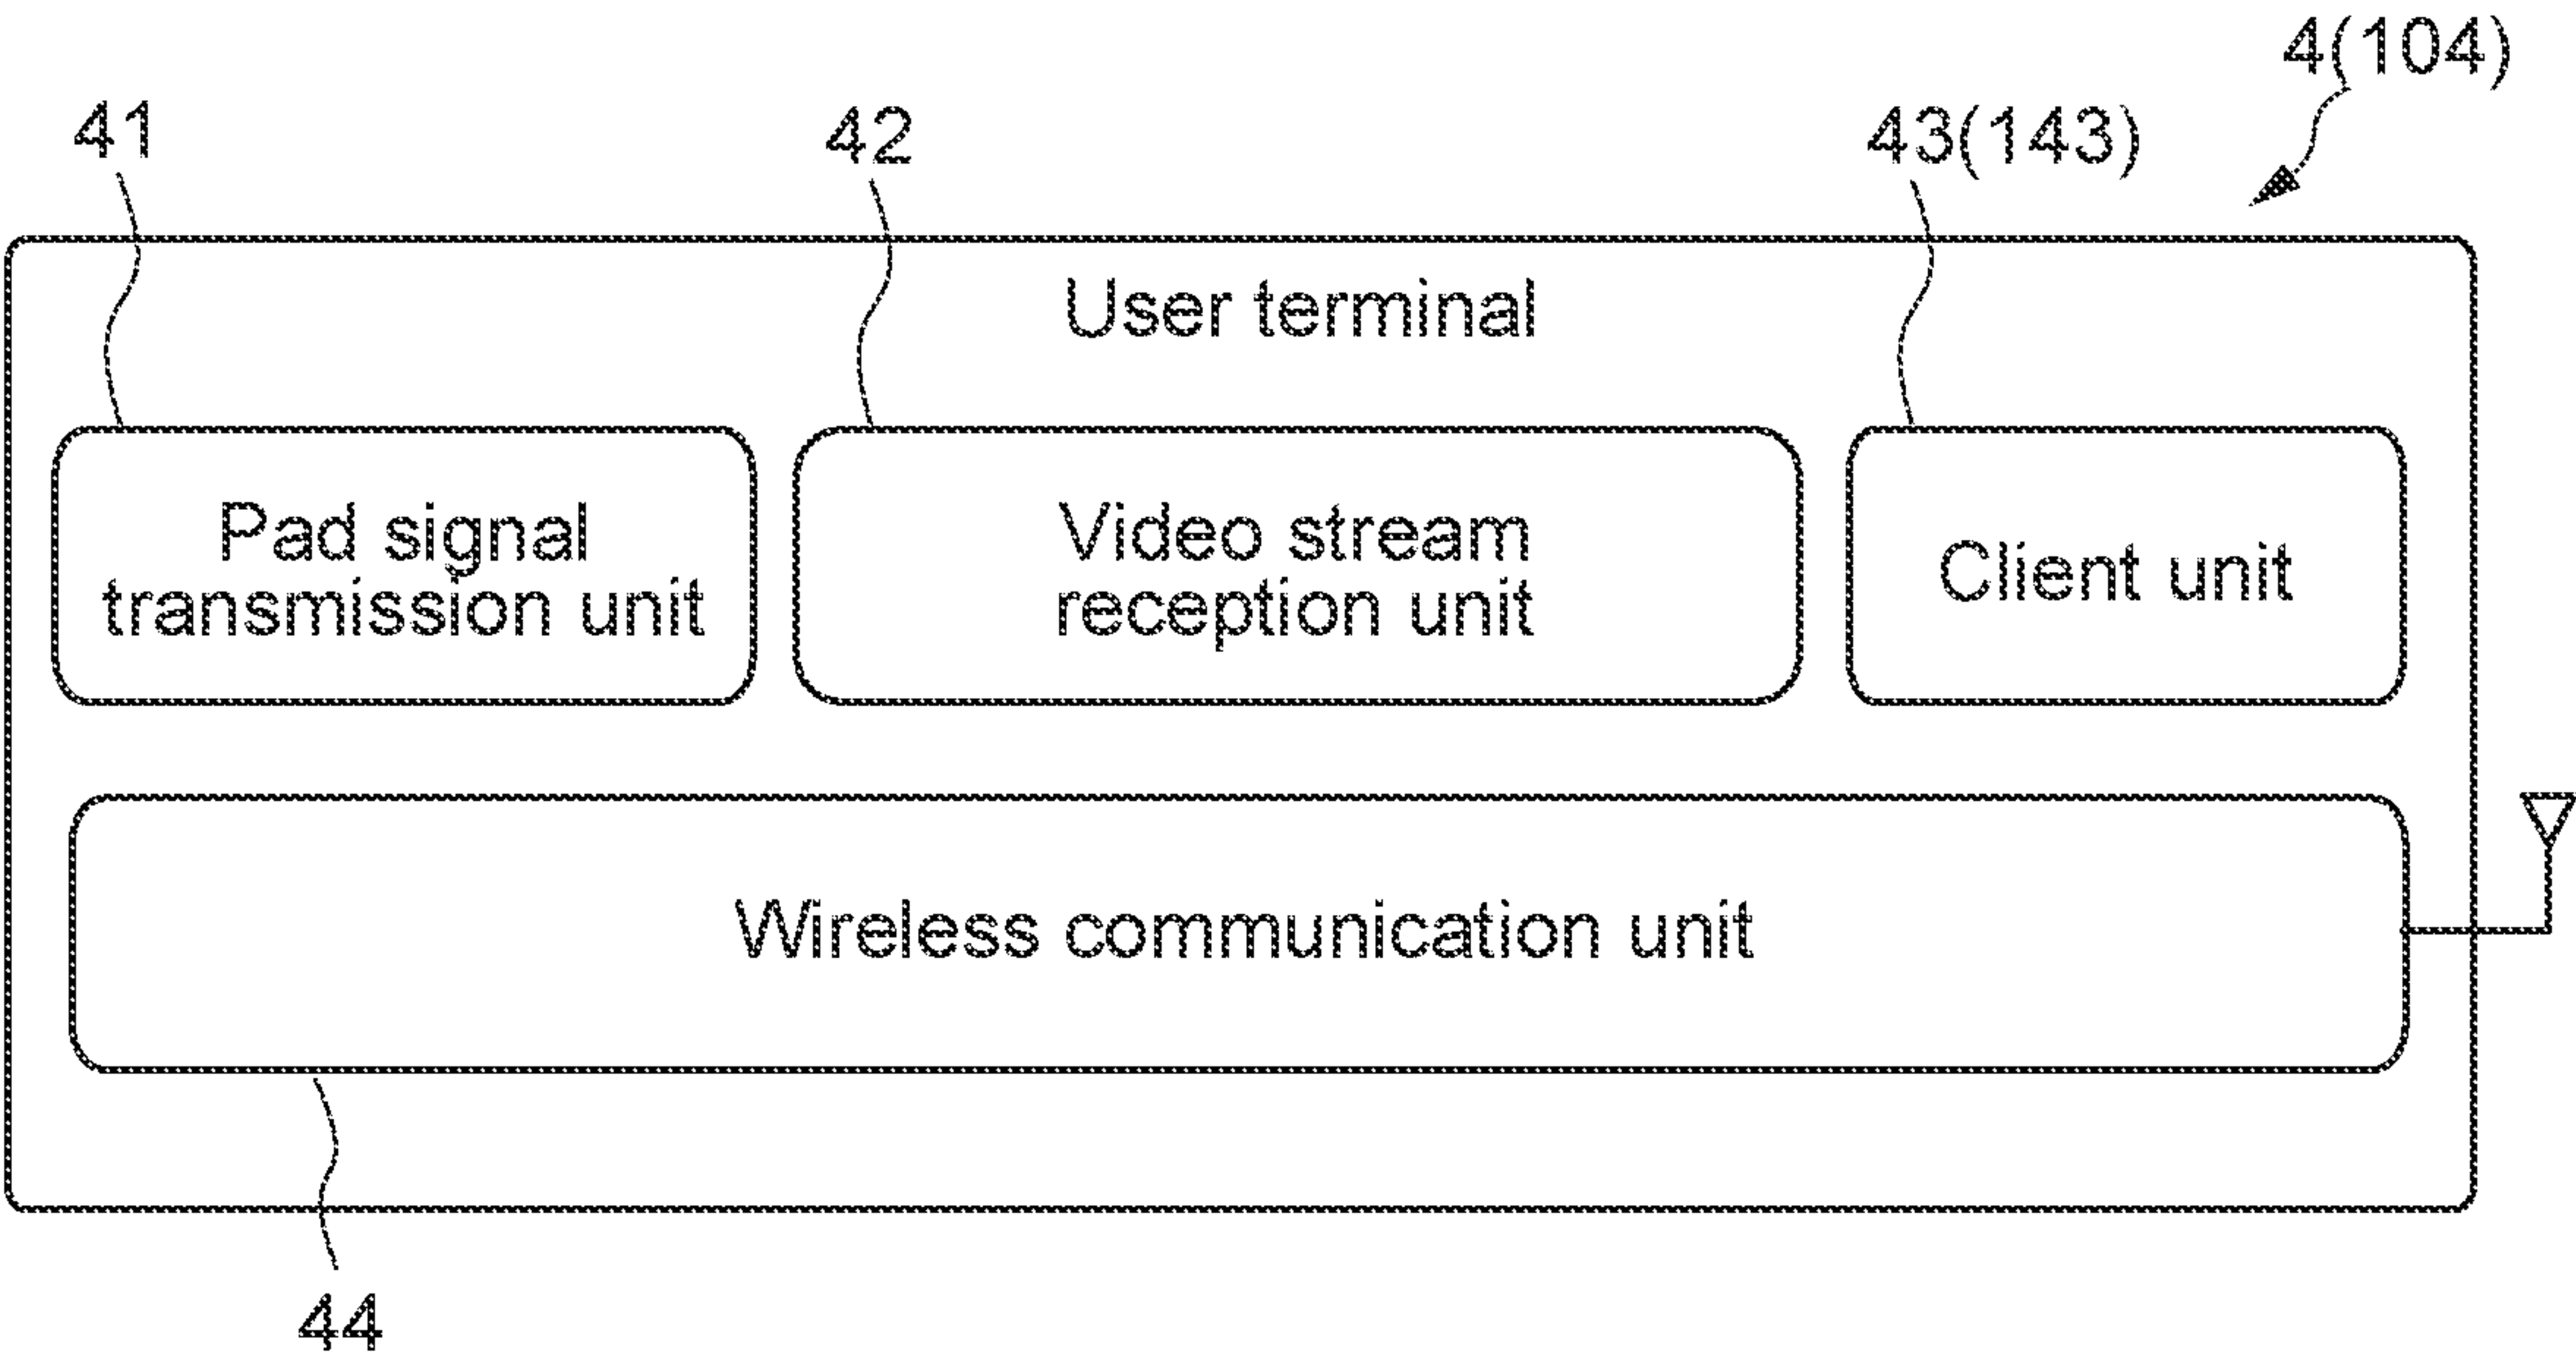 4(104)
41
42
43(143)
User terminal
Pad signal
transmission unit
Video stream
reception unit
Client unit
Wireless communication unit
44